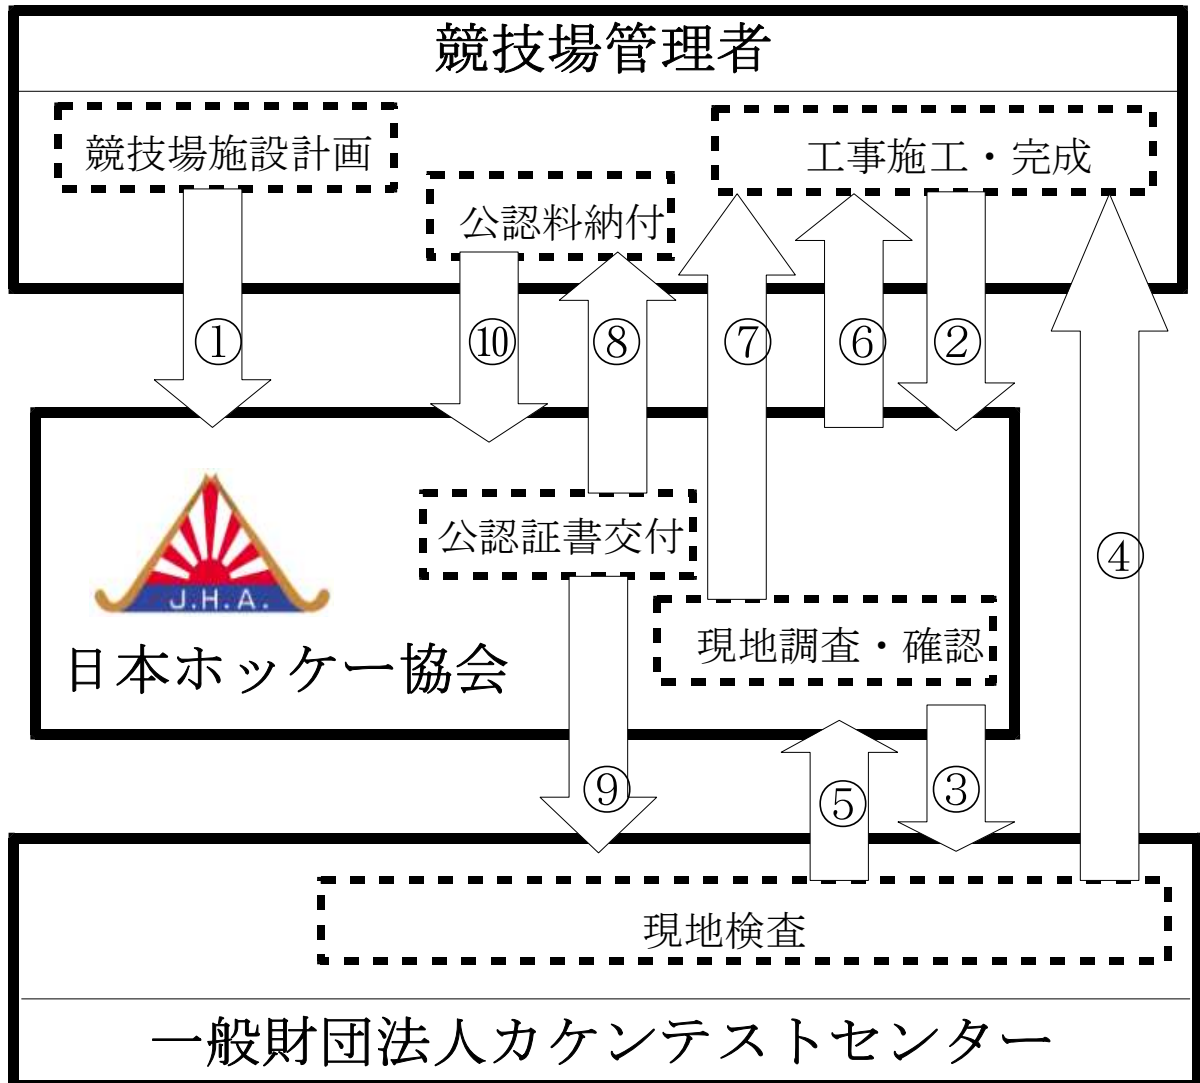 競技場管理者
競技場施設計画
工事施工・完成
公認料納付
①
⑩
⑧
⑦
⑥
②
④
公認証書交付
J.H.A.
現地調査・確認
日本ホッケー協会
⑨
⑤
③
現地検査
一般財団法人カケンテストセンター